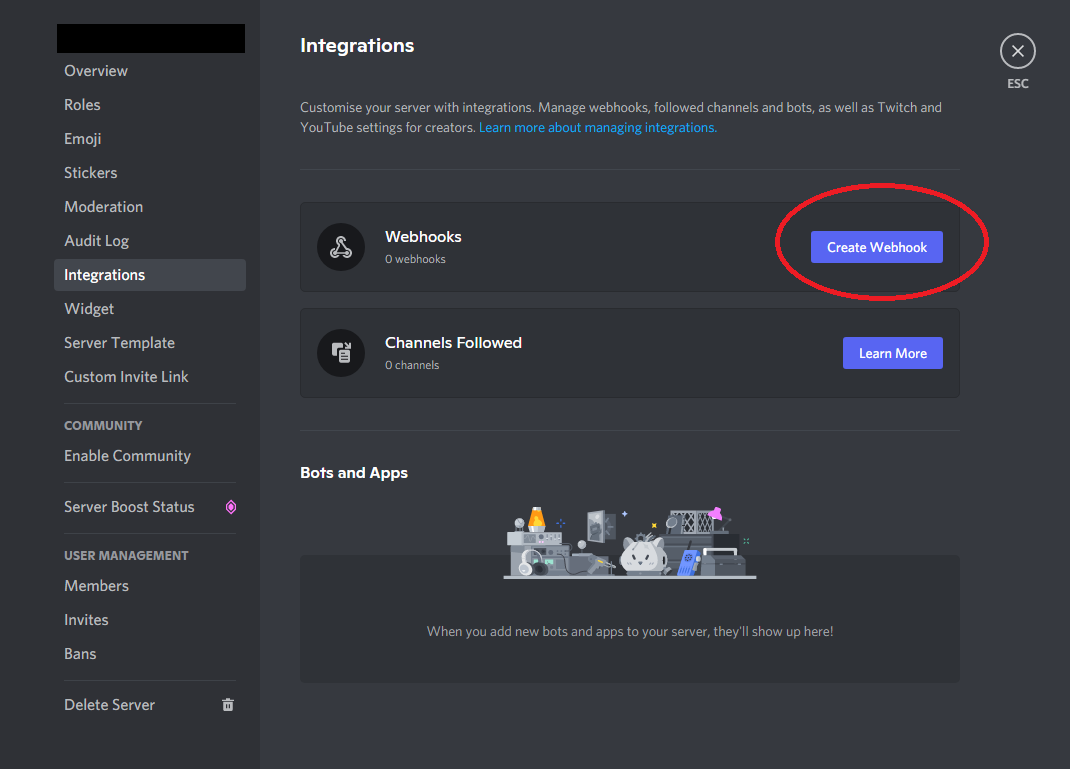 Overview
Roles
Emoji
Stickers
Moderation
Audit Log
Integrations
Widget
Server Template
Custom Invite Link
COMMUNITY
Enable Community
Server Boost Status
USER MANAGEMENT
Members
Invites
Bans
Delete Server
Integrations
ESC
Customise your server with integrations. Manage webhooks, followed channels and bots, as well as Twitch and
YouTube settings for creators. Learn more about managing integrations.
Webhooks
0 webhooks
Create Webhook
Channels Followed
0 channels
Learn More
Bots and Apps
When you add new bots and apps to your server, they'll show up here!